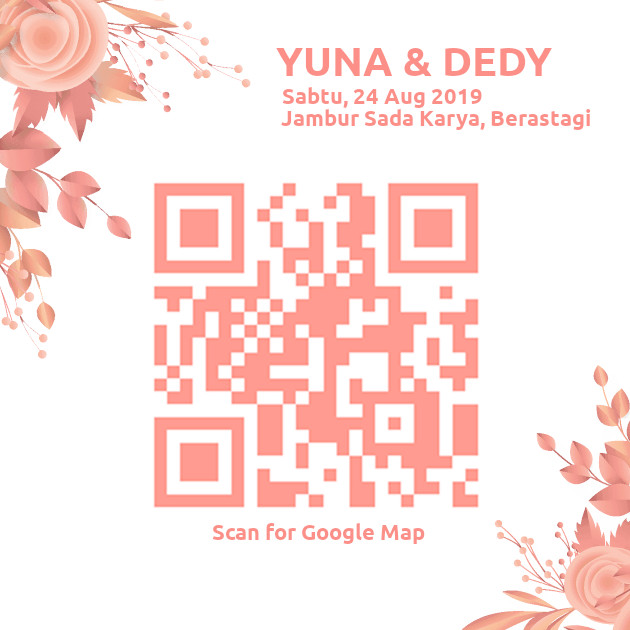 YUNA & DEDY
Sabtu, 24 Aug 2019
Jambur Sada Karya, Berastagi
Scan for Google Map